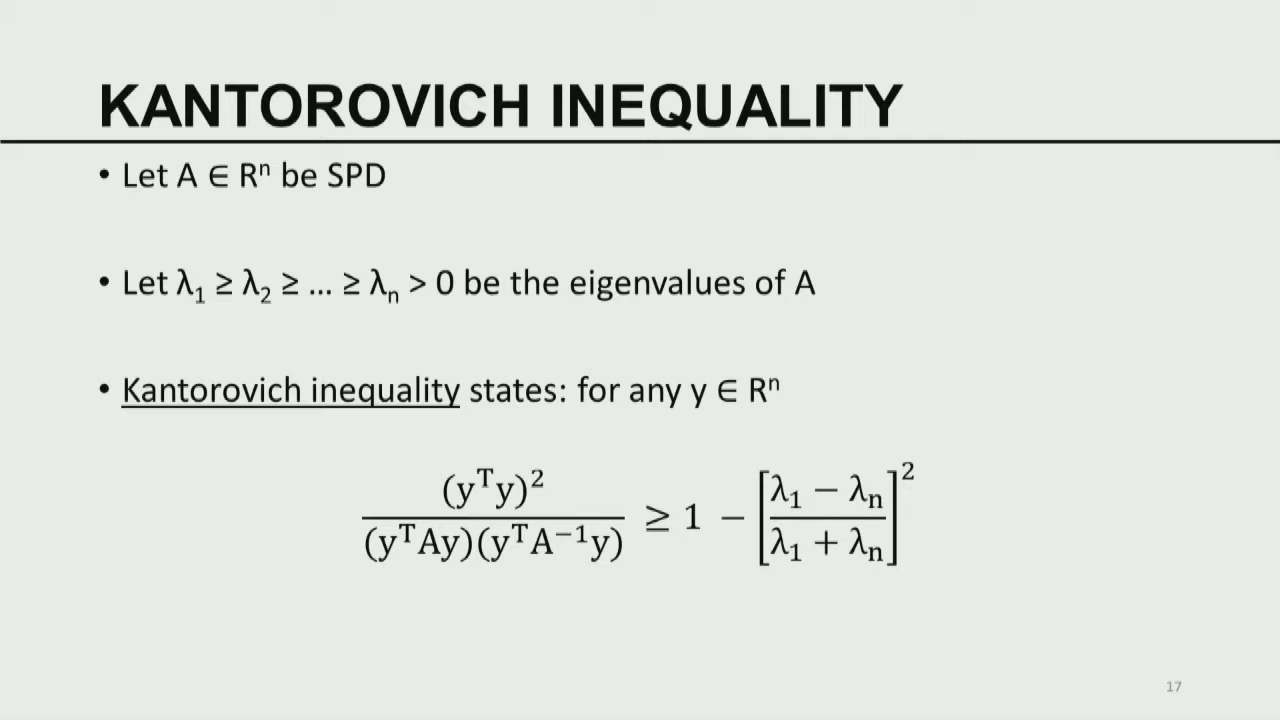 KANTOROVICH INEQUALITY
• Let A ∈ Rⁿ be SPD
• Let λ₁ ≥ λ₂ ≥ ... ≥ λₙ > 0 be the eigenvalues of A
• Kantorovich inequality states: for any y ∈ Rⁿ
(yᵀy)² / (yᵀAy)(yᵀA⁻¹y) ≥ 1 − [λ₁ − λₙ / λ₁ + λₙ]²
17